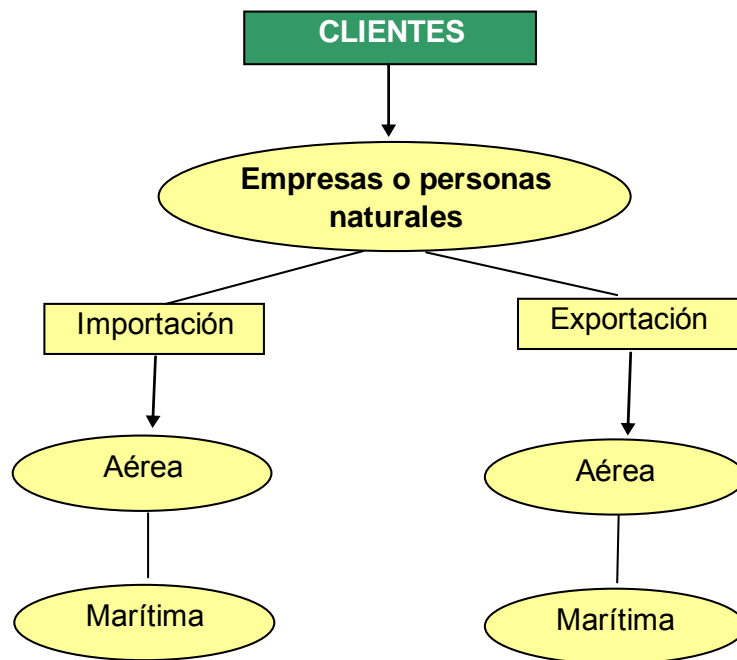 CLIENTES
Empresas o personas
naturales
Importación
Exportación
Aérea
Aérea
Marítima
Marítima